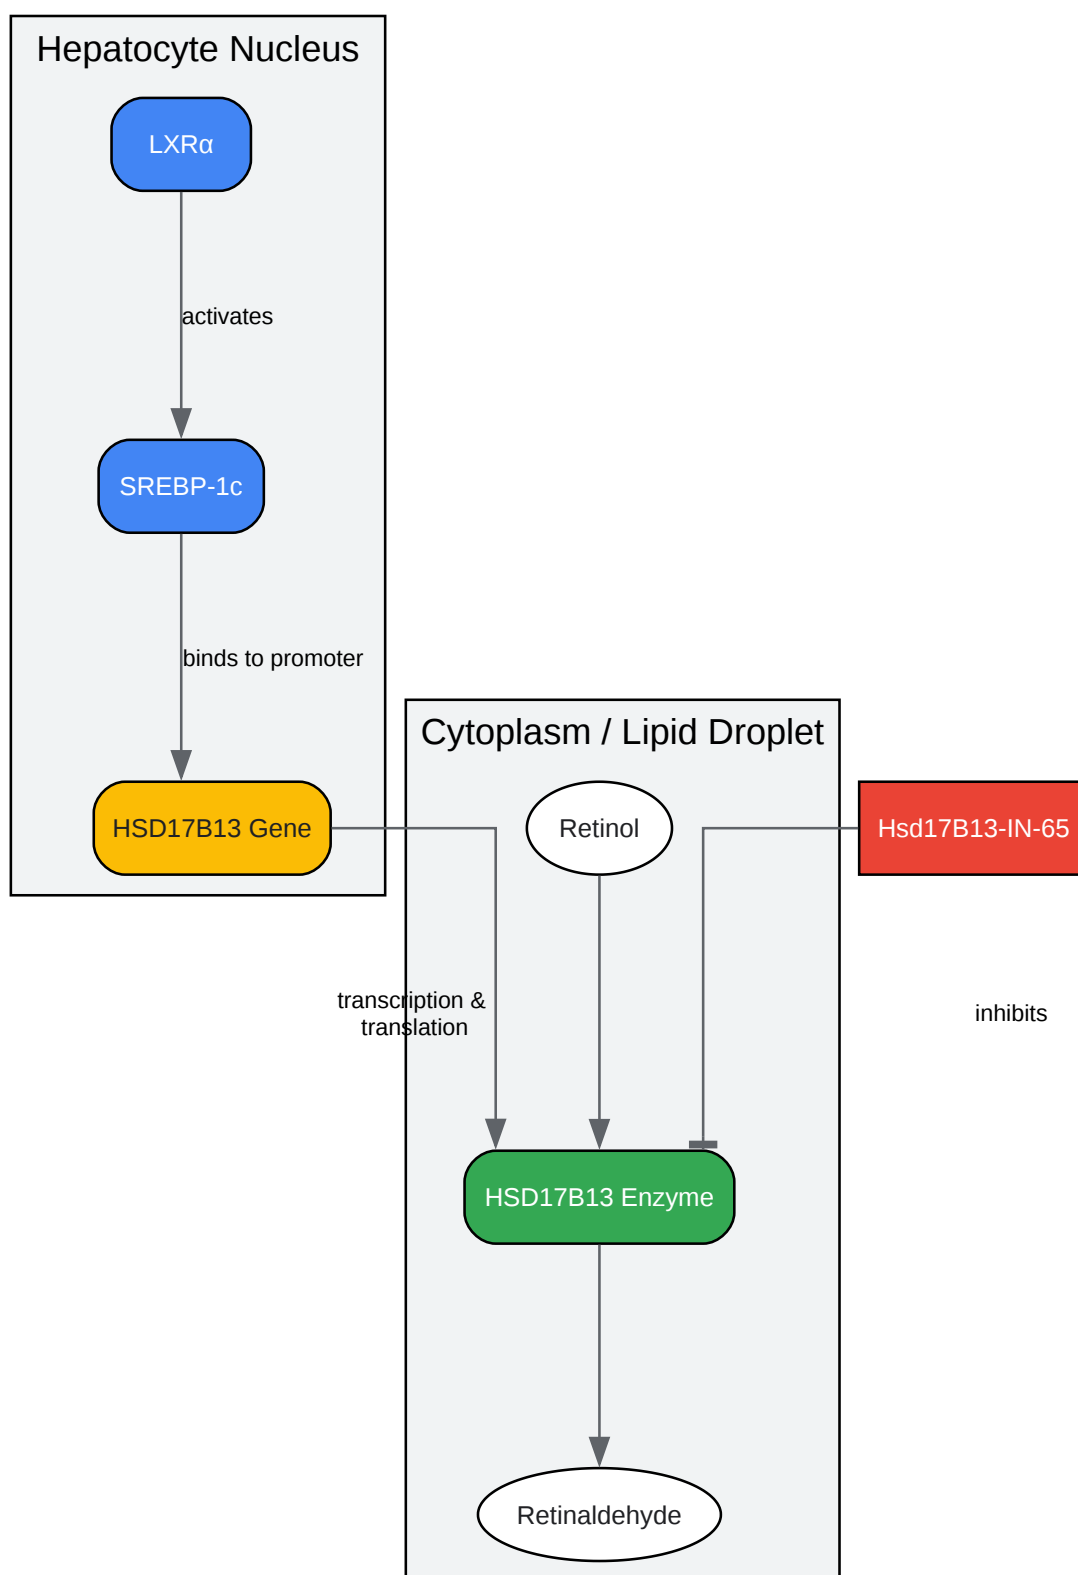 Hepatocyte Nucleus
LXRα
activates
SREBP-1c
binds to promoter
HSD17B13 Gene
Cytoplasm / Lipid Droplet
Retinol
Hsd17B13-IN-65
transcription &
translation
inhibits
HSD17B13 Enzyme
Retinaldehyde